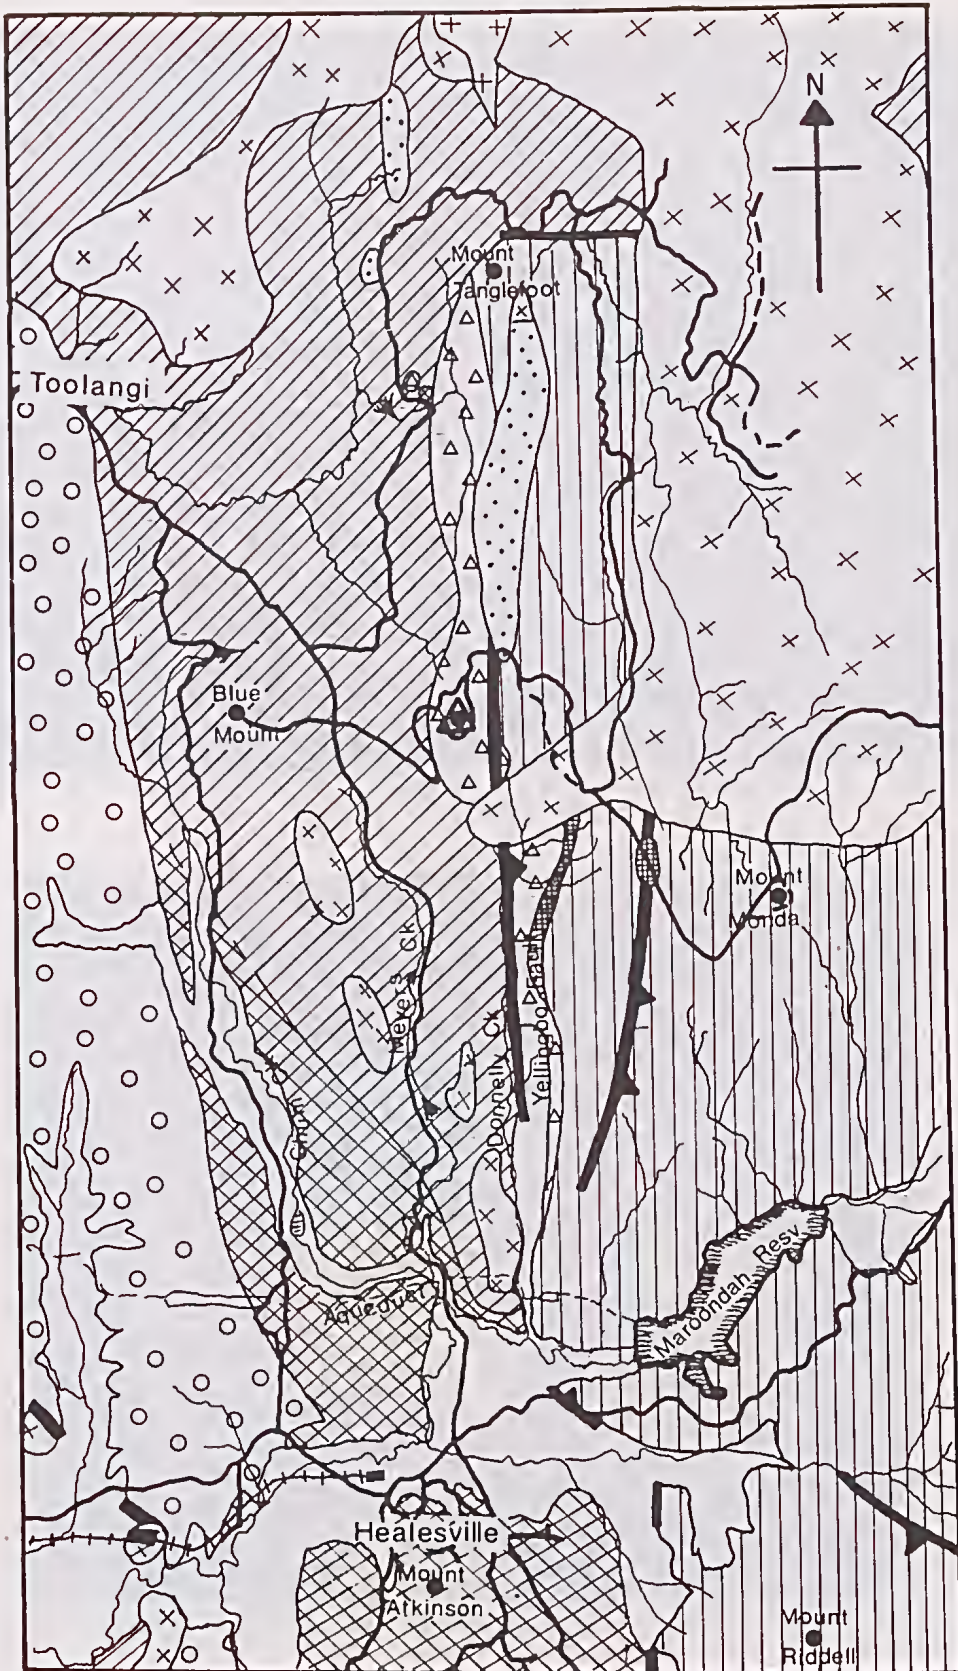 N
Mount
Tanglefoot
Toolangi
Blue
Mount
Mount
Monda
Meyers Ck
Donnelly Ck
Yellingbo Fault
Chum
Maroondah Resv
Aqueduct
Healesville
Mount
Atkinson
Mount
Riddell